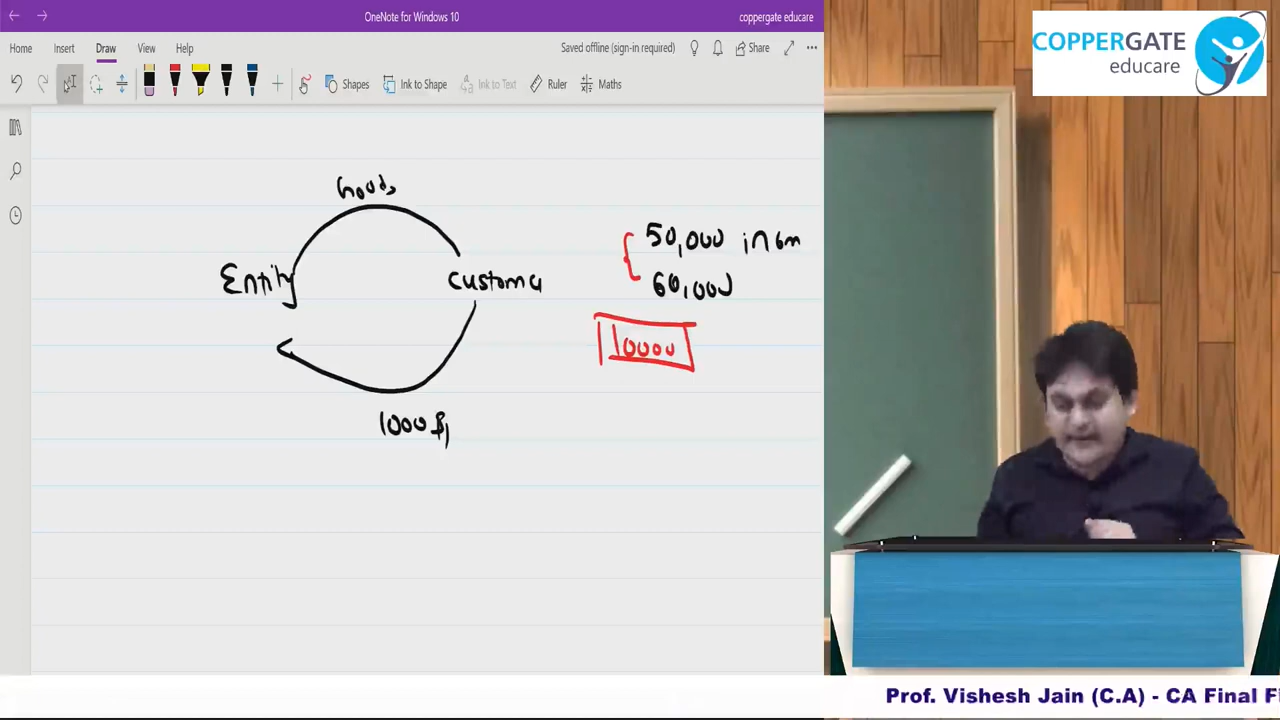 OneNote for Windows 10
coppergate educare
Home Insert Draw View Help
Saved offline (sign-in required)
Share
Shapes
Ink to Shape
Ink to Text
Ruler
Maths
COPPERGATE
educare
Goods
Entity
Customer
50,000 in 6m
60,000
10000
1000 $
Prof. Vishesh Jain (C.A) - CA Final Fi